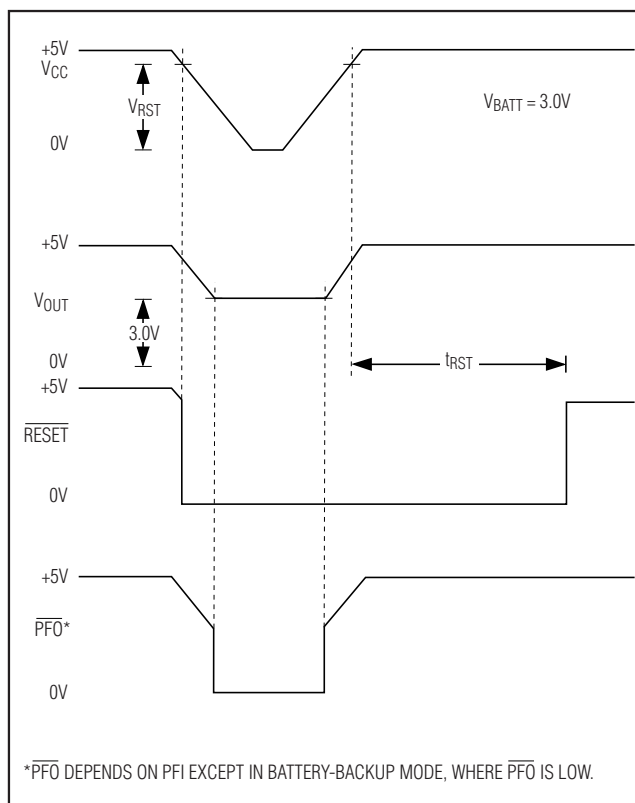 +5V
VCC
VRST
VBATT = 3.0V
0V
+5V
VOUT
3.0V
0V
tRST
+5V
RESET
0V
+5V
PFO*
0V
*PFO DEPENDS ON PFI EXCEPT IN BATTERY-BACKUP MODE, WHERE PFO IS LOW.